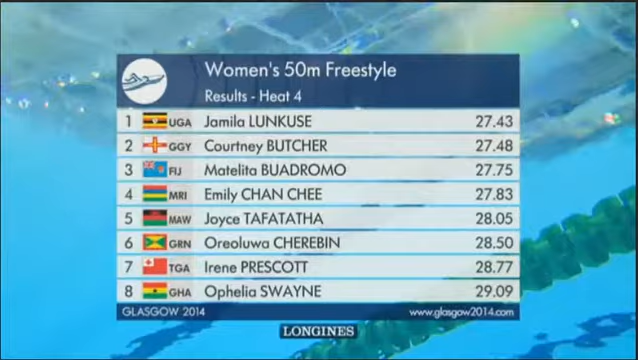 Women's 50m Freestyle
Results - Heat 4
1 UGA Jamila LUNKUSE 27.43
2 GGY Courtney BUTCHER 27.48
3 FIJ Matelita BUADROMO 27.75
4 MRI Emily CHAN CHEE 27.83
5 MAW Joyce TAFATATHA 28.05
6 GRN Oreoluwa CHEREBIN 28.50
7 TGA Irene PRESCOTT 28.77
8 GHA Ophelia SWAYNE 29.09
GLASGOW 2014 www.glasgow2014.com
LONGINES